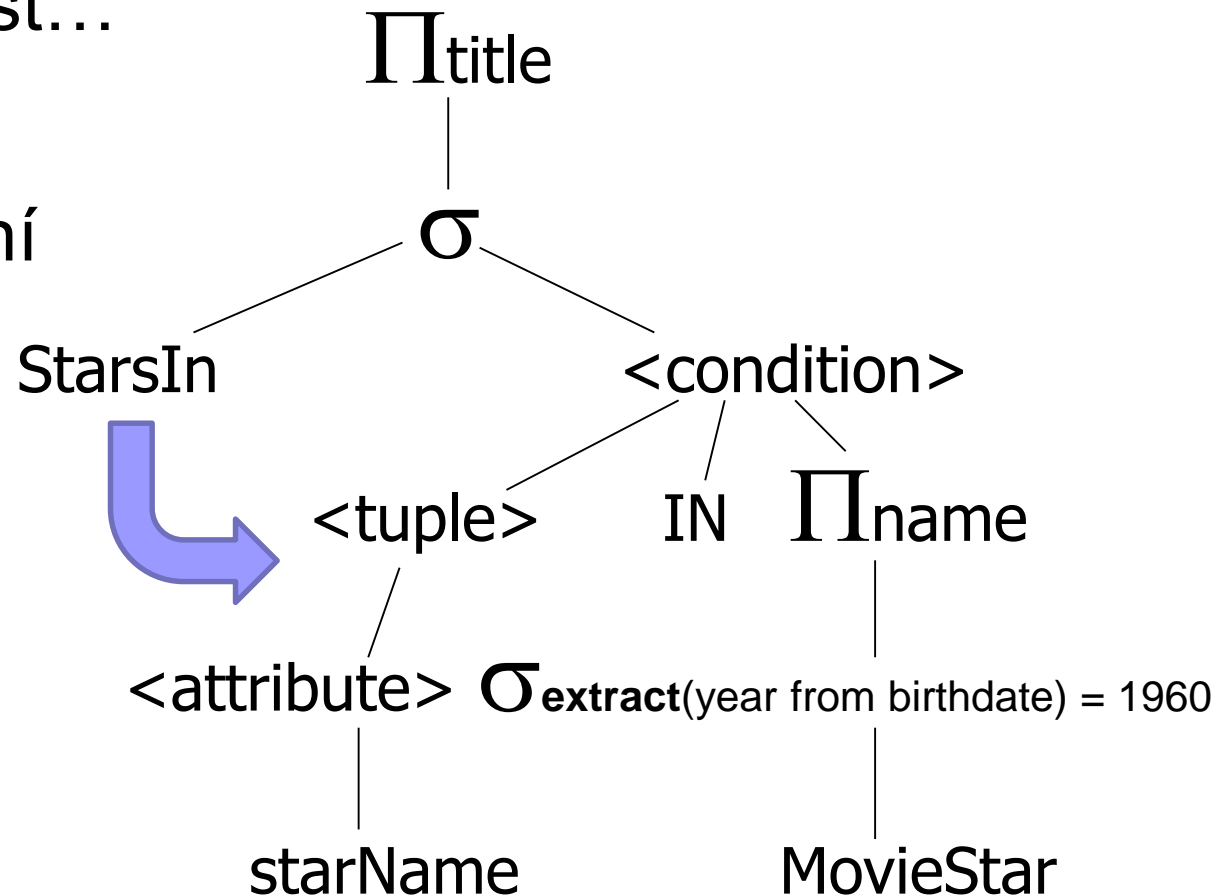 st…
Πtitle
ní
σ
StarsIn <condition>
<tuple> IN Πname
<attribute> σextract(year from birthdate) = 1960
starName MovieStar